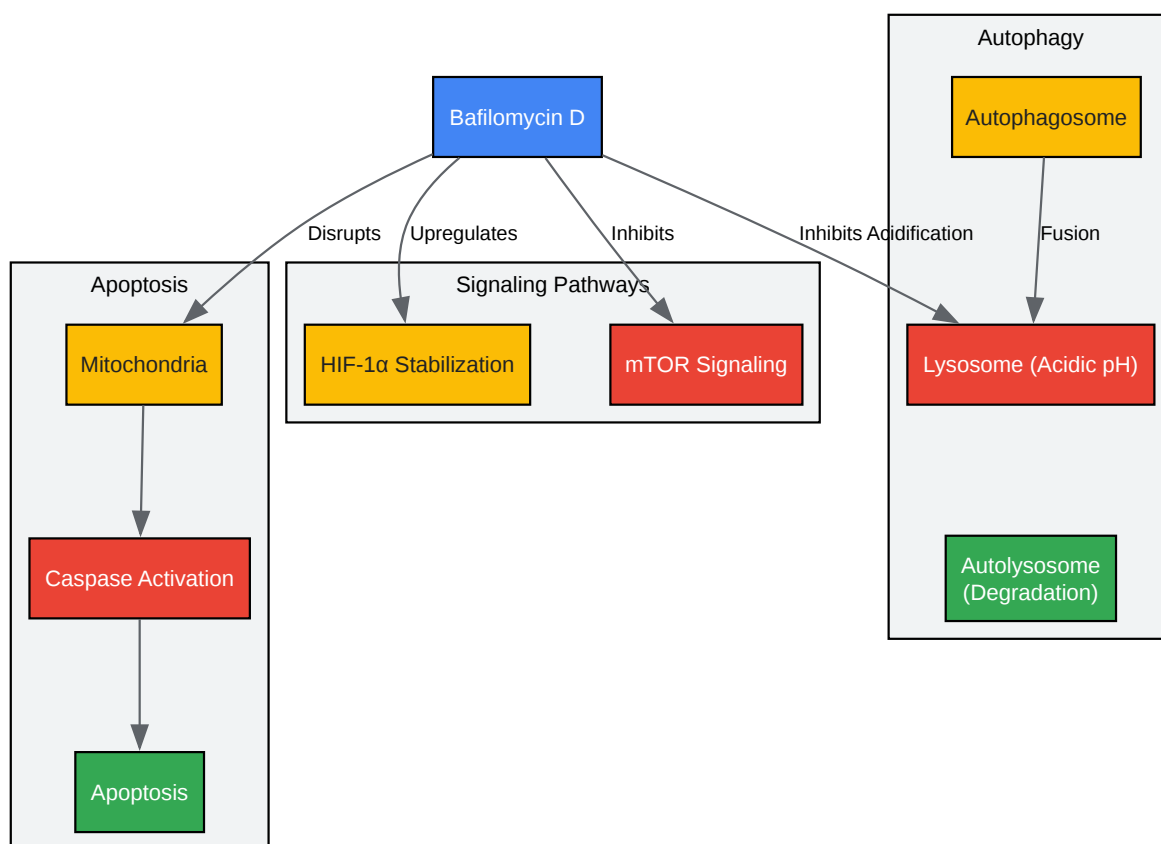 Autophagy
Bafilomycin D
Autophagosome
Disrupts
Upregulates
Inhibits
Inhibits Acidification
Fusion
Apoptosis
Signaling Pathways
Mitochondria
HIF-1α Stabilization
mTOR Signaling
Lysosome (Acidic pH)
Caspase Activation
Autolysosome
(Degradation)
Apoptosis